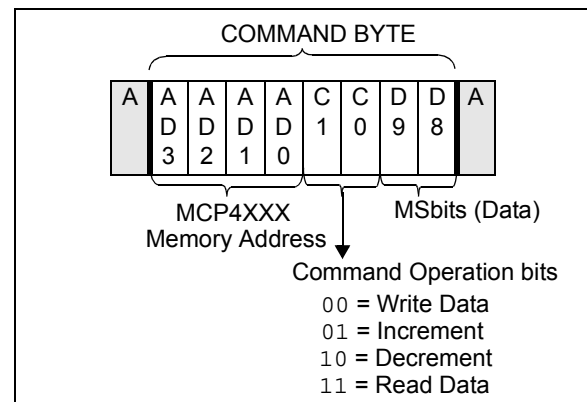 COMMAND BYTE
A A A A A C C D D A
D D D D 1 0 9 8
3 2 1 0
MCP4XXX
Memory Address
MSbits (Data)
Command Operation bits
00 = Write Data
01 = Increment
10 = Decrement
11 = Read Data